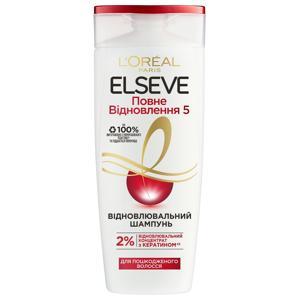 L'ORÉAL
PARIS
ELSEVE
Повне
Відновлення 5
100%
ВІДНОВЛЮВАЛЬНИЙ
ШАМПУНЬ
2% ВІДНОВЛЮВАЛЬНИЙ
КОНЦЕНТРАТ
З КЕРАТИНОМ
ДЛЯ ПОШКОДЖЕНОГО
ВОЛОССЯ